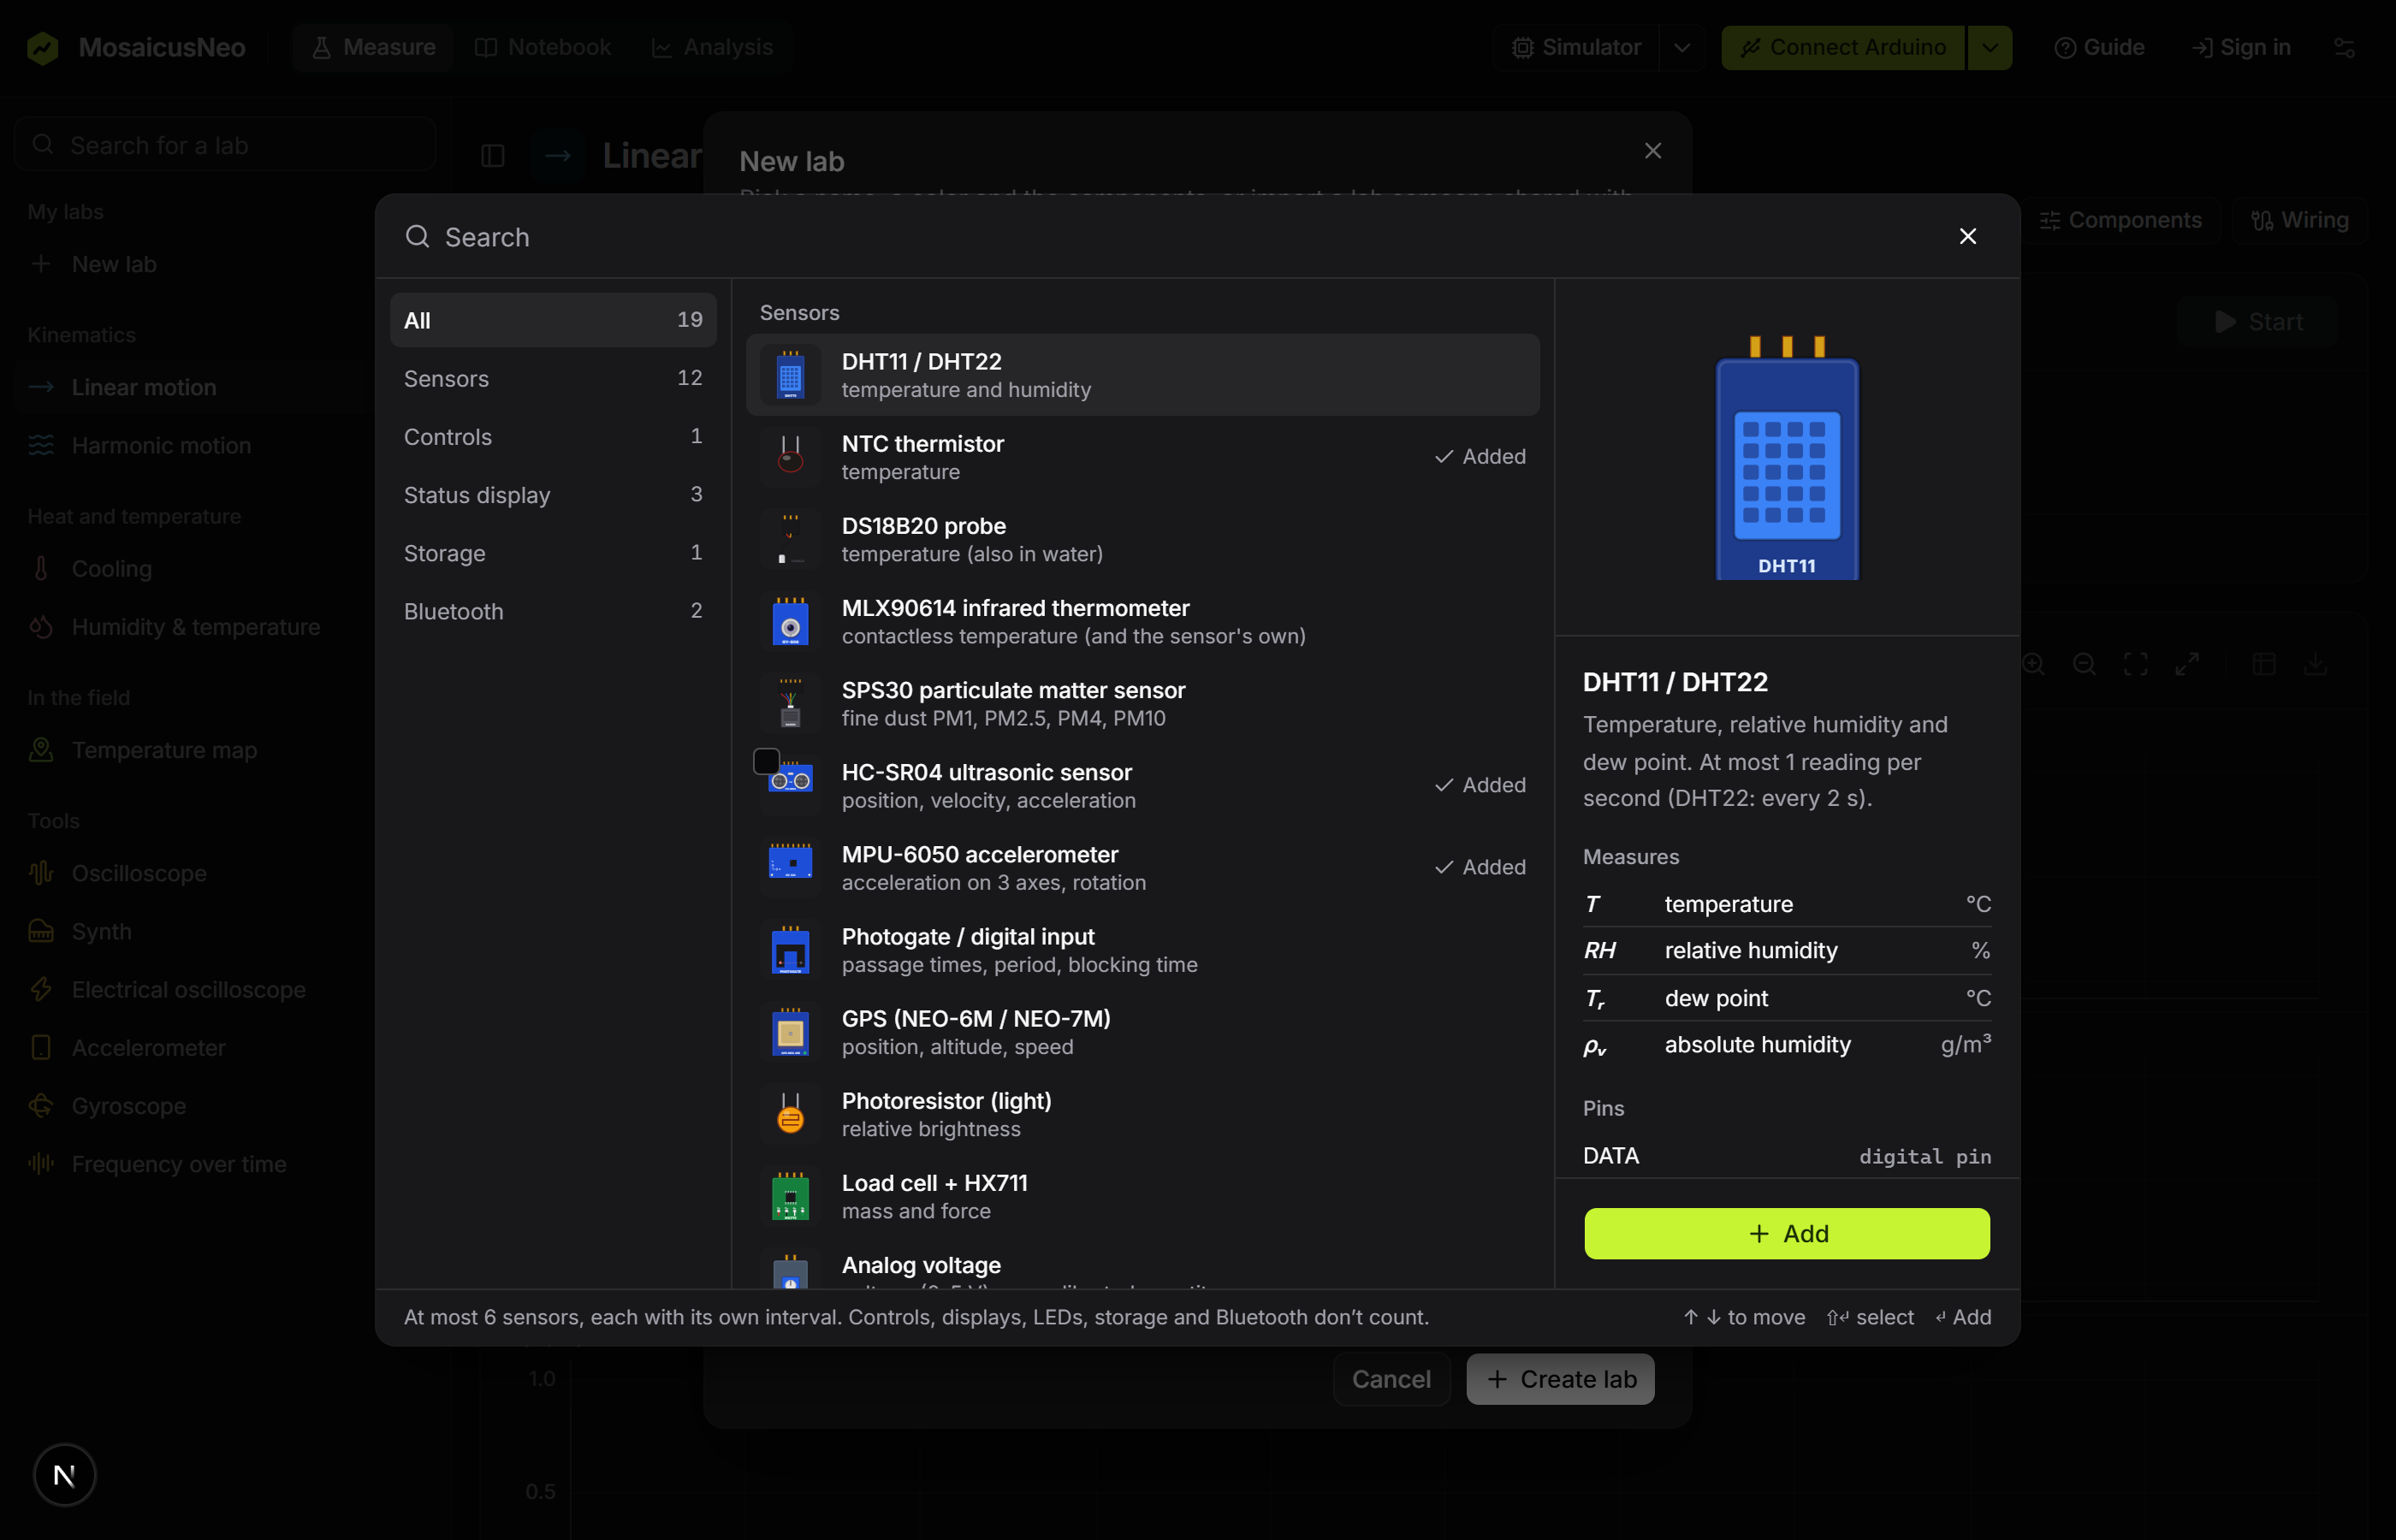 MosaicusNeo
Measure
Notebook
Analysis
Simulator
Connect Arduino
Guide
Sign in
Search for a lab
My labs
New lab
Kinematics
Linear motion
Harmonic motion
Heat and temperature
Cooling
Humidity & temperature
In the field
Temperature map
Tools
Oscilloscope
Synth
Electrical oscilloscope
Accelerometer
Gyroscope
Frequency over time
Linear
Components
Wiring
Start
New lab
Search
All 19
Sensors 12
Controls 1
Status display 3
Storage 1
Bluetooth 2
Sensors
DHT11 / DHT22
temperature and humidity
NTC thermistor
temperature
Added
DS18B20 probe
temperature (also in water)
MLX90614 infrared thermometer
contactless temperature (and the sensor's own)
SPS30 particulate matter sensor
fine dust PM1, PM2.5, PM4, PM10
HC-SR04 ultrasonic sensor
position, velocity, acceleration
Added
MPU-6050 accelerometer
acceleration on 3 axes, rotation
Added
Photogate / digital input
passage times, period, blocking time
GPS (NEO-6M / NEO-7M)
position, altitude, speed
Photoresistor (light)
relative brightness
Load cell + HX711
mass and force
Analog voltage
DHT11
DHT11 / DHT22
Temperature, relative humidity and
dew point. At most 1 reading per
second (DHT22: every 2 s).
Measures
T temperature °C
RH relative humidity %
Tr dew point °C
ρv absolute humidity g/m³
Pins
DATA digital pin
+ Add
At most 6 sensors, each with its own interval. Controls, displays, LEDs, storage and Bluetooth don’t count.
↑ ↓ to move ⇧↵ select ↵ Add
Cancel
+ Create lab
1.0
0.5
N